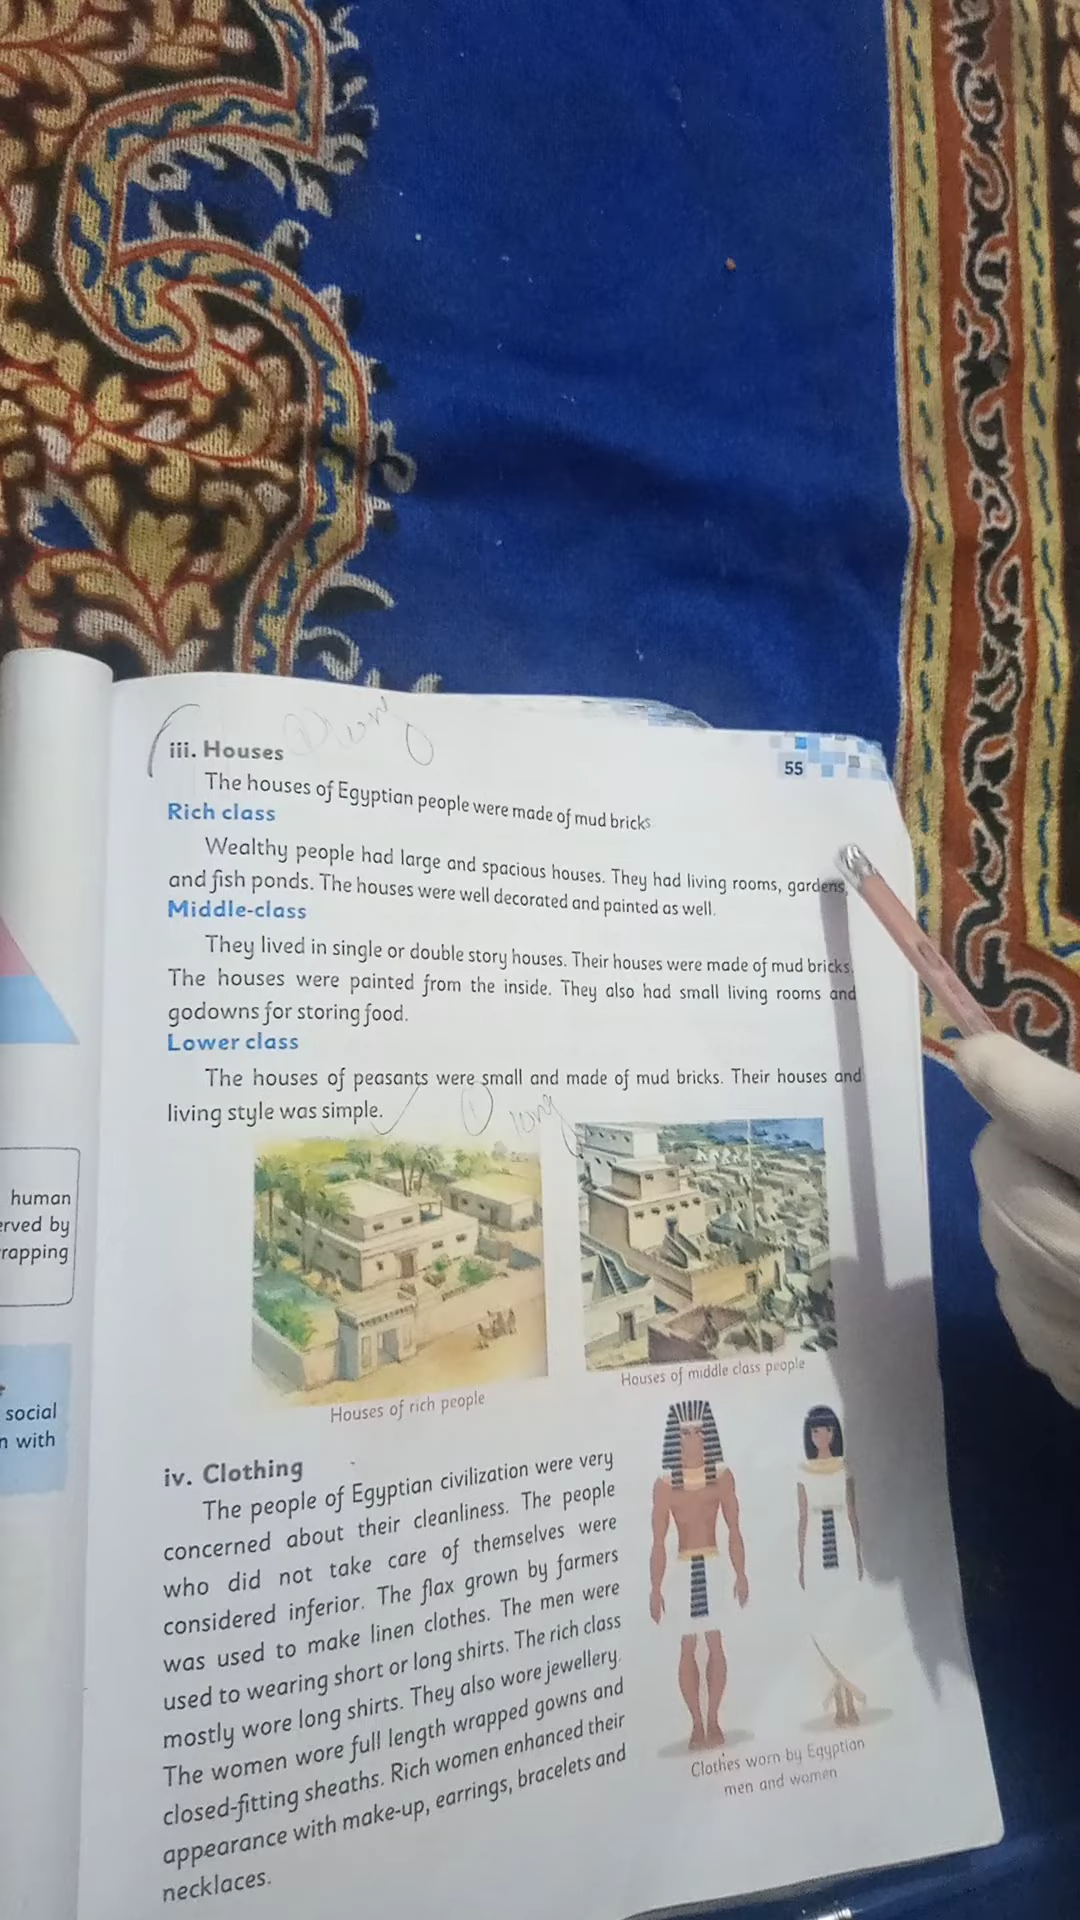 55
iii. Houses
long
The houses of Egyptian people were made of mud bricks
Rich class
Wealthy people had large and spacious houses. They had living rooms, gardens,
and fish ponds. The houses were well decorated and painted as well.
Middle-class
They lived in single or double story houses. Their houses were made of mud bricks.
The houses were painted from the inside. They also had small living rooms and
godowns for storing food.
Lower class
The houses of peasants were small and made of mud bricks. Their houses and
living style was simple.
① long
Houses of rich people
Houses of middle class people
iv. Clothing
The people of Egyptian civilization were very
concerned about their cleanliness. The people
who did not take care of themselves were
considered inferior. The flax grown by farmers
was used to make linen clothes. The men were
used to wearing short or long shirts. The rich class
mostly wore long shirts. They also wore jewellery.
The women wore full length wrapped gowns and
closed-fitting sheaths. Rich women enhanced their
appearance with make-up, earrings, bracelets and
necklaces.
Clothes worn by Egyptian
men and women
human
erved by
rapping
social
n with